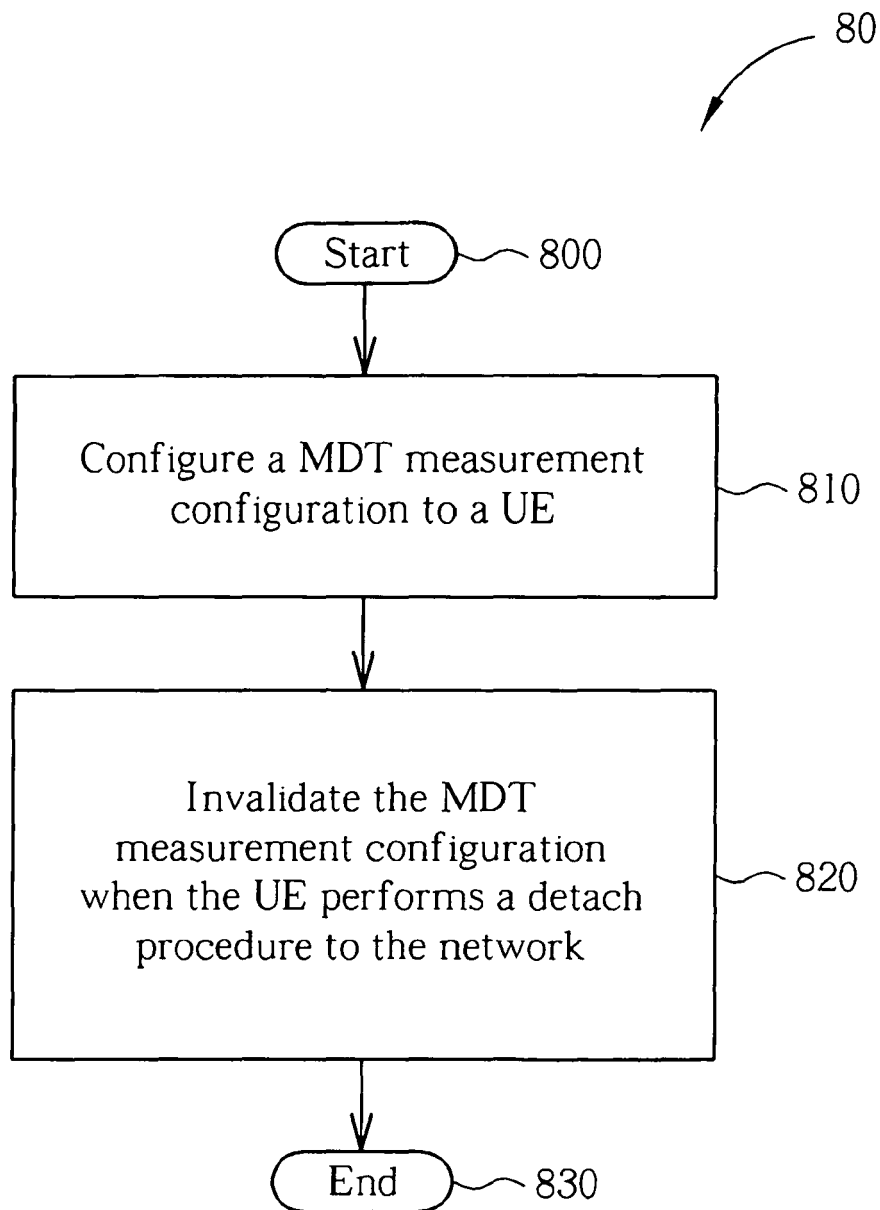 80
Start
800
Configure a MDT measurement
configuration to a UE
810
Invalidate the MDT
measurement configuration
when the UE performs a detach
procedure to the network
820
End
830